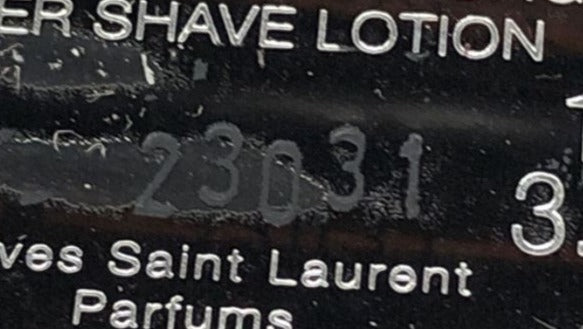 ER SHAVE LOTION
23031
3.
ves Saint Laurent
Parfums